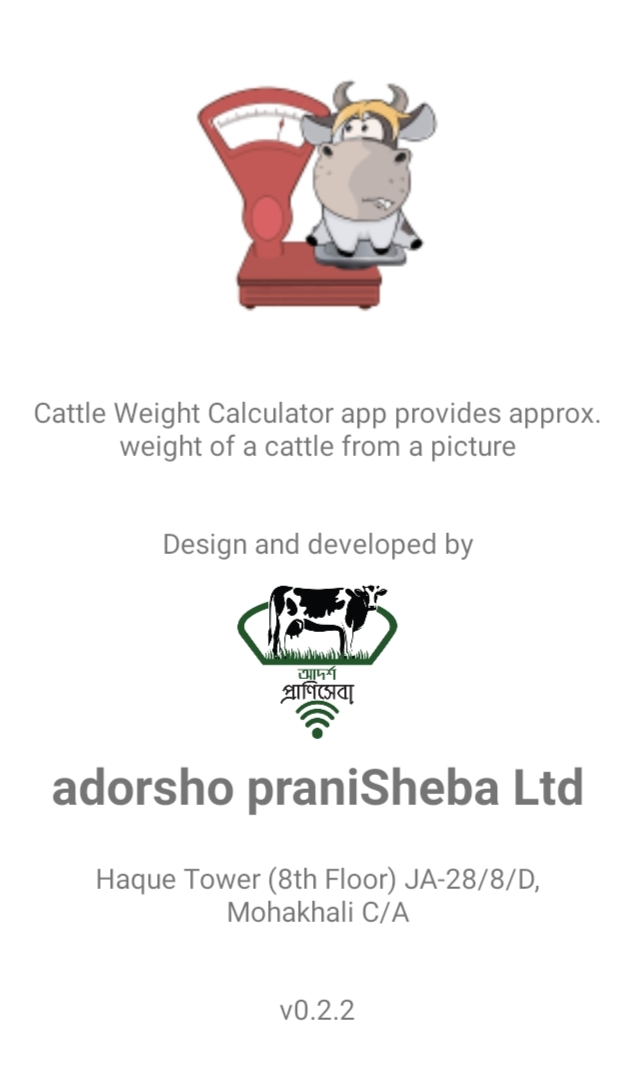 Cattle Weight Calculator app provides approx.
weight of a cattle from a picture
Design and developed by
আদর্শ
প্রাণিসেবা
adorsho praniSheba Ltd
Haque Tower (8th Floor) JA-28/8/D,
Mohakhali C/A
v0.2.2